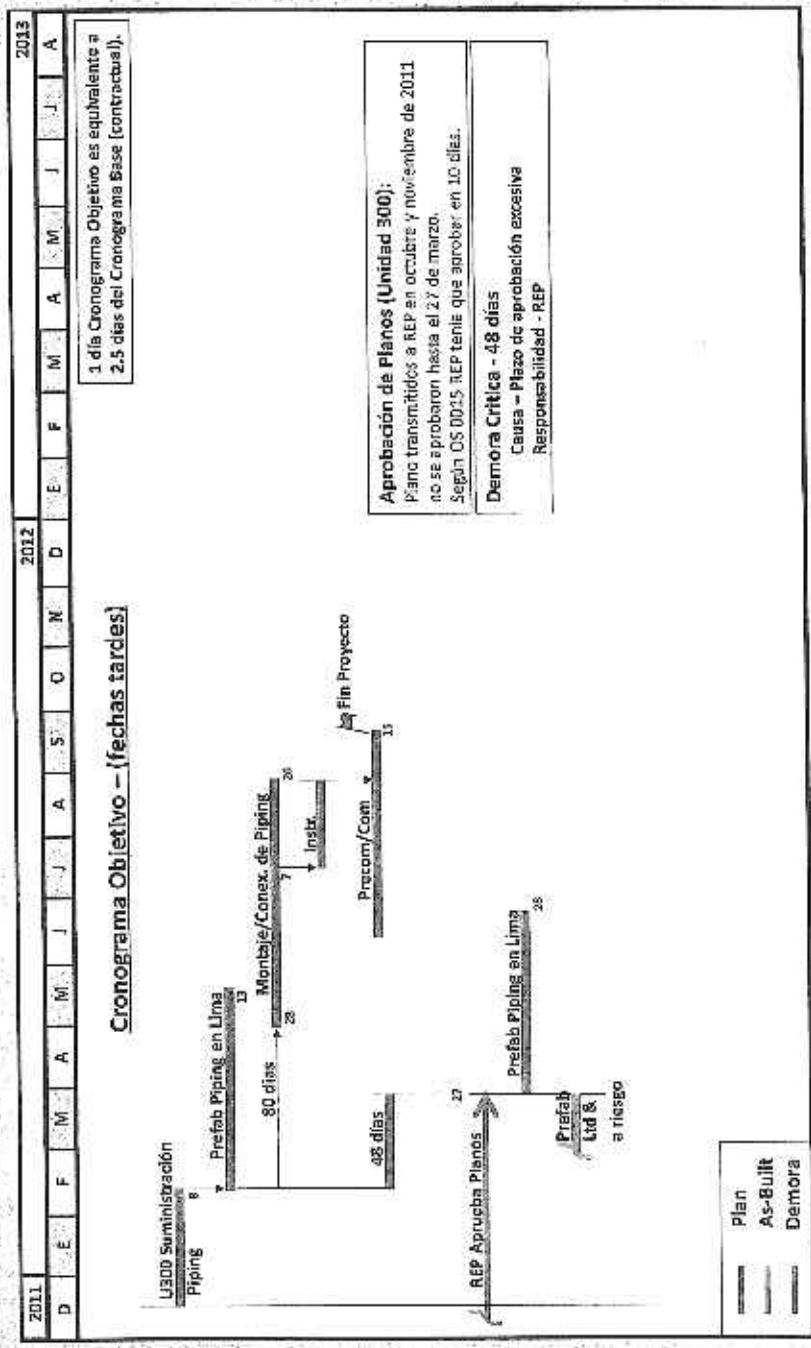 2011
2012
2013
D E F M A M J J A S O N D E F M A M J J A
1 día Cronograma Objetivo es equivalente a
2.5 días del Cronograma Base (contractual).
Cronograma Objetivo – (fechas tardes)
U300 Suministración
Piping
8
Prefab Piping en Lima
13
80 días
Montaje/Conex. de Piping
28
7
26
Instr.
Precom/Com
15
Fin Proyecto
48 días
REP Aprueba Planos
27
Prefab Piping en Lima
28
Prefab
Ltd &
a riesgo
Aprobación de Planos (Unidad 300):
Plano transmitidos a REP en octubre y noviembre de 2011
no se aprobaron hasta el 27 de marzo.
Según OS 0015 REP tenía que aprobar en 10 días.
Demora Critica - 48 días
Causa – Plazo de aprobación excesiva
Responsabilidad - REP
Plan
As-Built
Demora